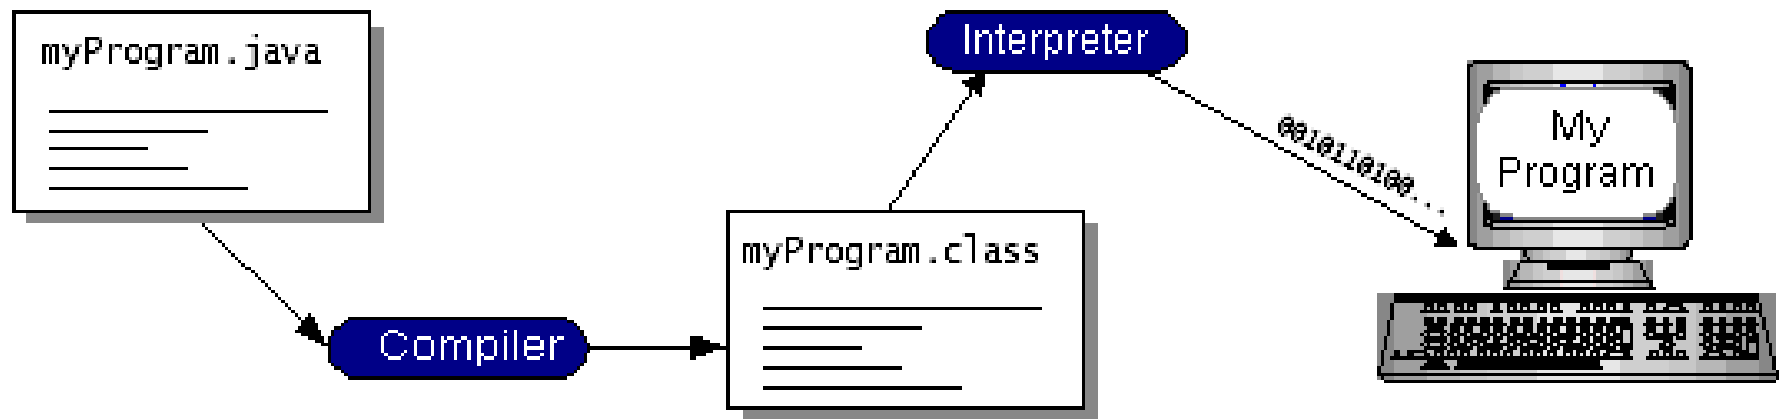 myProgram.java
Compiler
myProgram.class
Interpreter
0010110100...
My
Program